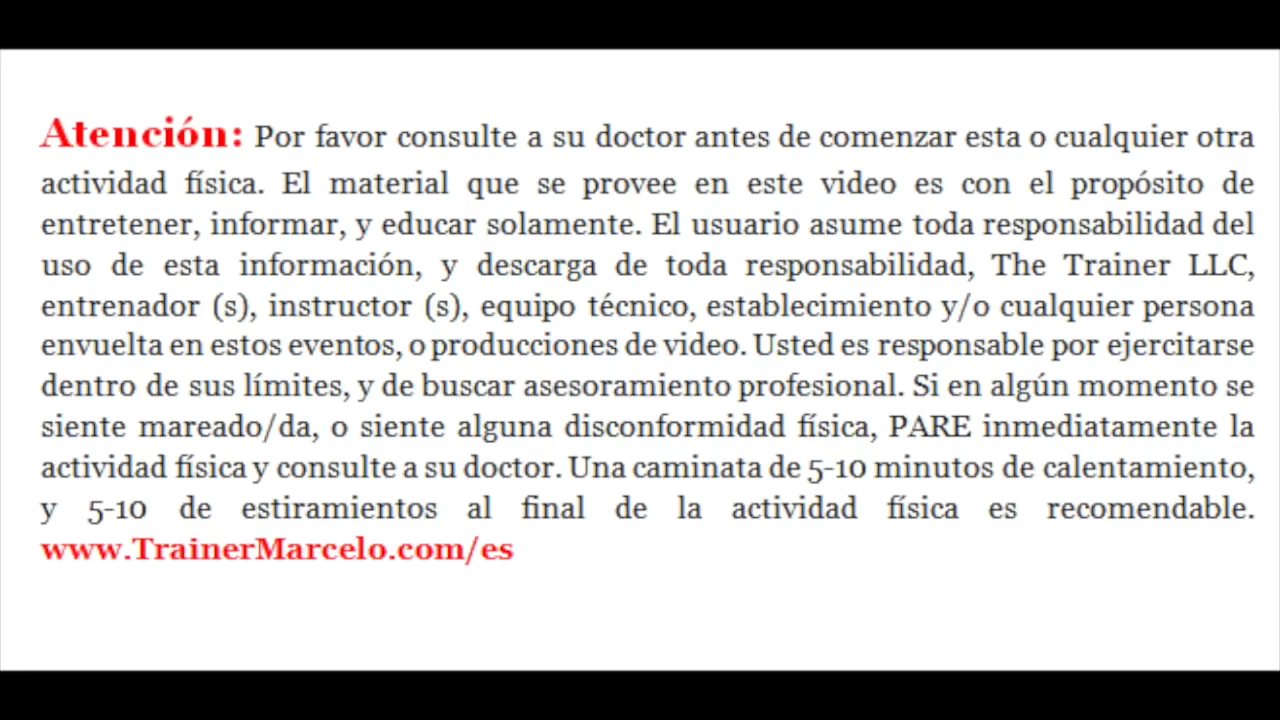 Atención: Por favor consulte a su doctor antes de comenzar esta o cualquier otra
actividad física. El material que se provee en este video es con el propósito de
entretener, informar, y educar solamente. El usuario asume toda responsabilidad del
uso de esta información, y descarga de toda responsabilidad, The Trainer LLC,
entrenador (s), instructor (s), equipo técnico, establecimiento y/o cualquier persona
envuelta en estos eventos, o producciones de video. Usted es responsable por ejercitarse
dentro de sus límites, y de buscar asesoramiento profesional. Si en algún momento se
siente mareado/da, o siente alguna disconformidad física, PARE inmediatamente la
actividad física y consulte a su doctor. Una caminata de 5-10 minutos de calentamiento,
y 5-10 de estiramientos al final de la actividad física es recomendable.
www.TrainerMarcelo.com/es